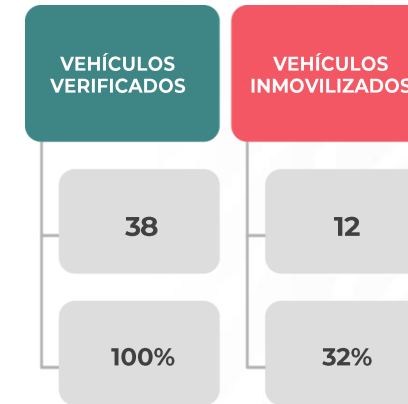 VEHÍCULOS
VERIFICADOS
38
100%
VEHÍCULOS
INMOVILIZADOS
12
32%